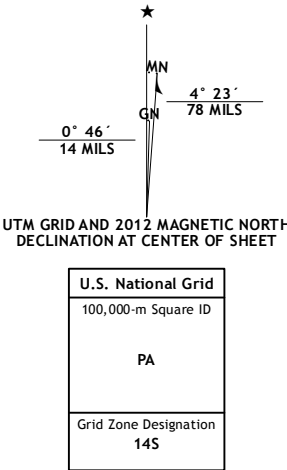 ★
MN
4° 23´
78 MILS
GN
0° 46´
14 MILS
UTM GRID AND 2012 MAGNETIC NORTH
DECLINATION AT CENTER OF SHEET
U.S. National Grid
100,000-m Square ID
PA
Grid Zone Designation
14S